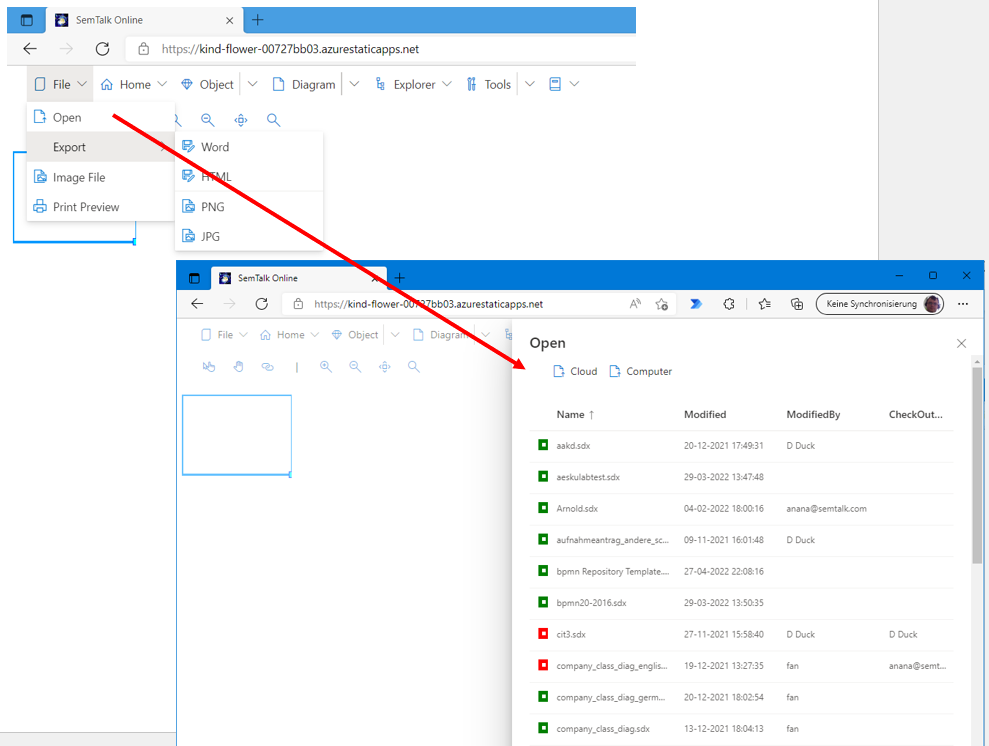 SemTalk Online
https://kind-flower-00727bb03.azurestaticapps.net
File Home Object Diagram Explorer Tools
Open
Export
Image File
Print Preview
Word
HTML
PNG
JPG
SemTalk Online
https://kind-flower-00727bb03.azurestaticapps.net
Keine Synchronisierung
File Home Object Diagram
Open
Cloud Computer
Name ↑ Modified ModifiedBy CheckOut...
aakd.sdx 20-12-2021 17:49:31 D Duck
aeskulabtest.sdx 29-03-2022 13:47:48
Arnold.sdx 04-02-2022 18:00:16 anana@semtalk.com
aufnahmeantrag_andere_sc... 09-11-2021 16:01:48 D Duck
bpmn Repository Template.... 27-04-2022 22:08:16
bpmn20-2016.sdx 29-03-2022 13:50:35
cit3.sdx 27-11-2021 15:58:40 D Duck D Duck
company_class_diag_englis... 19-12-2021 13:27:35 fan anana@semt...
company_class_diag_germ... 20-12-2021 18:02:54 fan
company_class_diag.sdx 13-12-2021 18:04:13 fan